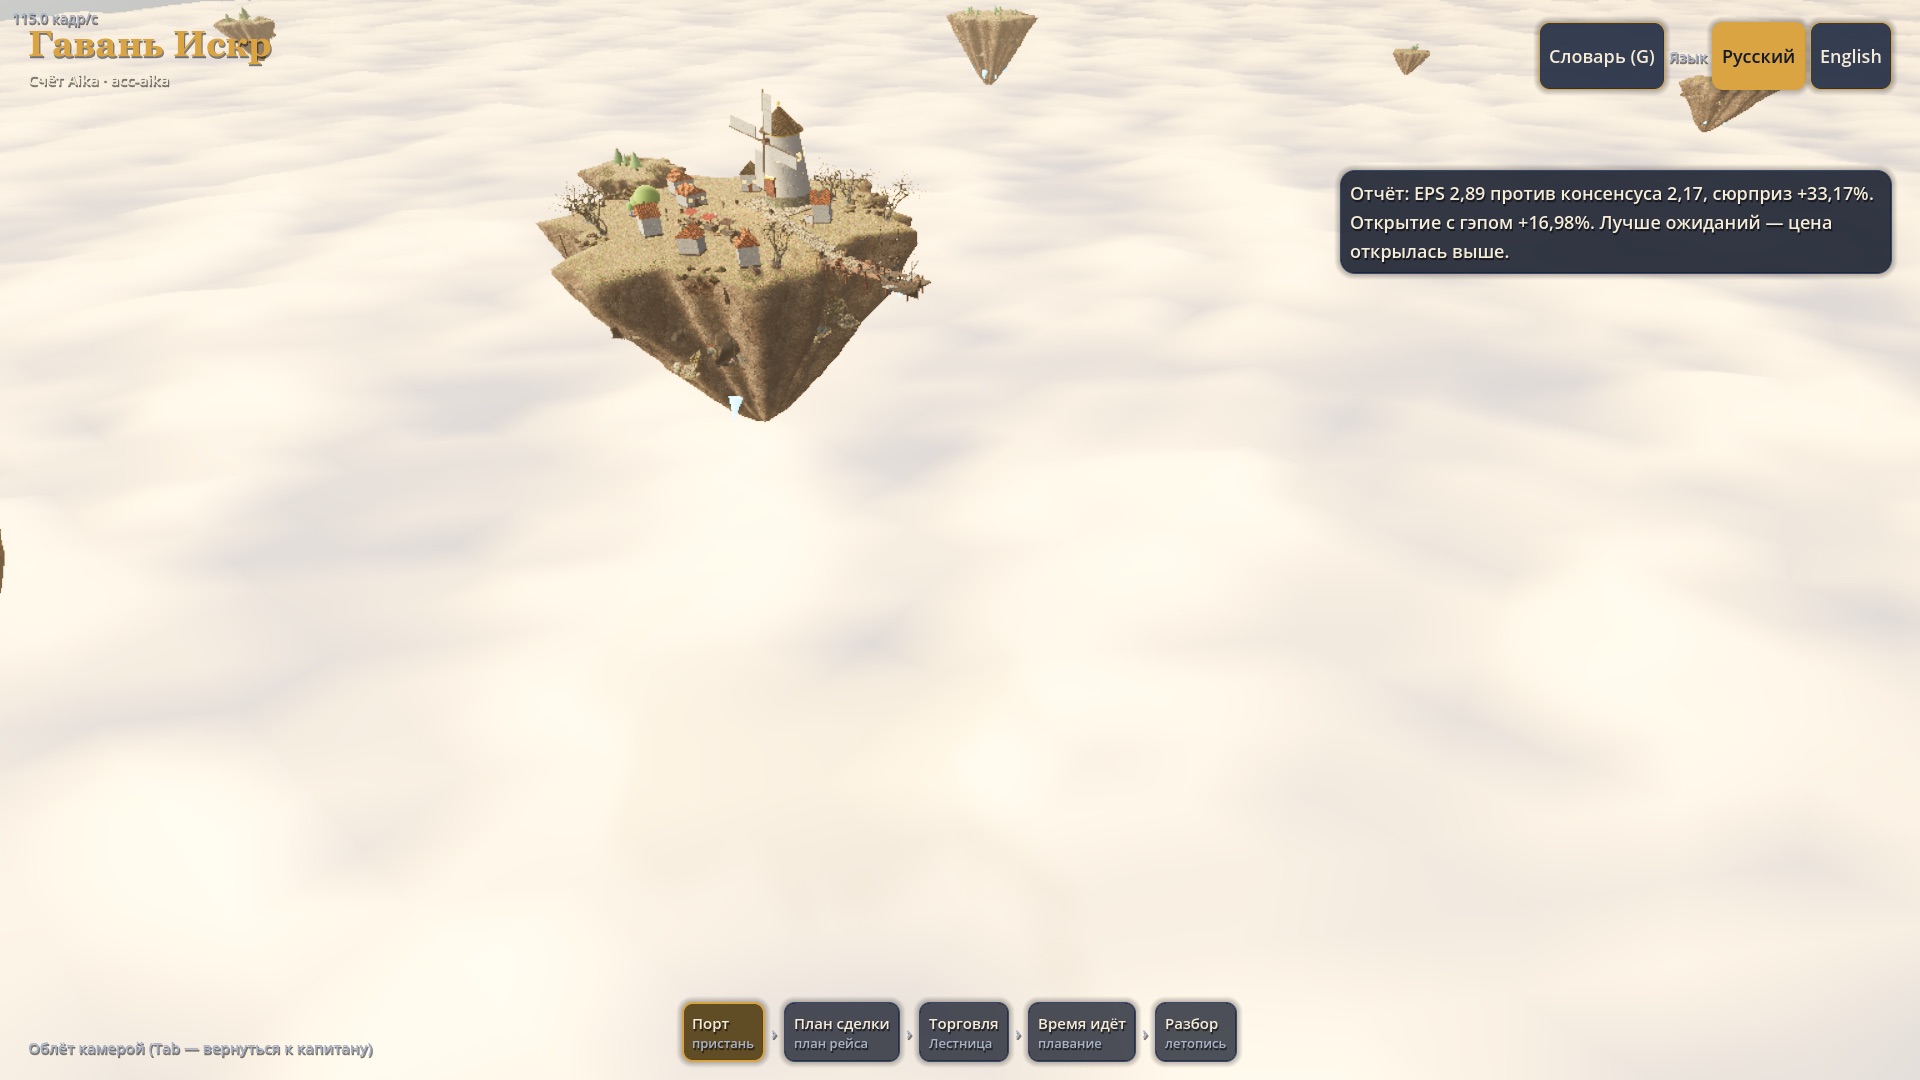 115.0 кадр/с
Гавань Искр
Счёт Aika · acc-aika
Словарь (G)
Язык
Русский
English
Отчёт: EPS 2,89 против консенсуса 2,17, сюрприз +33,17%.
Открытие с гэпом +16,98%. Лучше ожиданий — цена
открылась выше.
Порт
пристань
›
План сделки
план рейса
›
Торговля
Лестница
›
Время идёт
плавание
›
Разбор
летопись
Облёт камерой (Tab — вернуться к капитану)